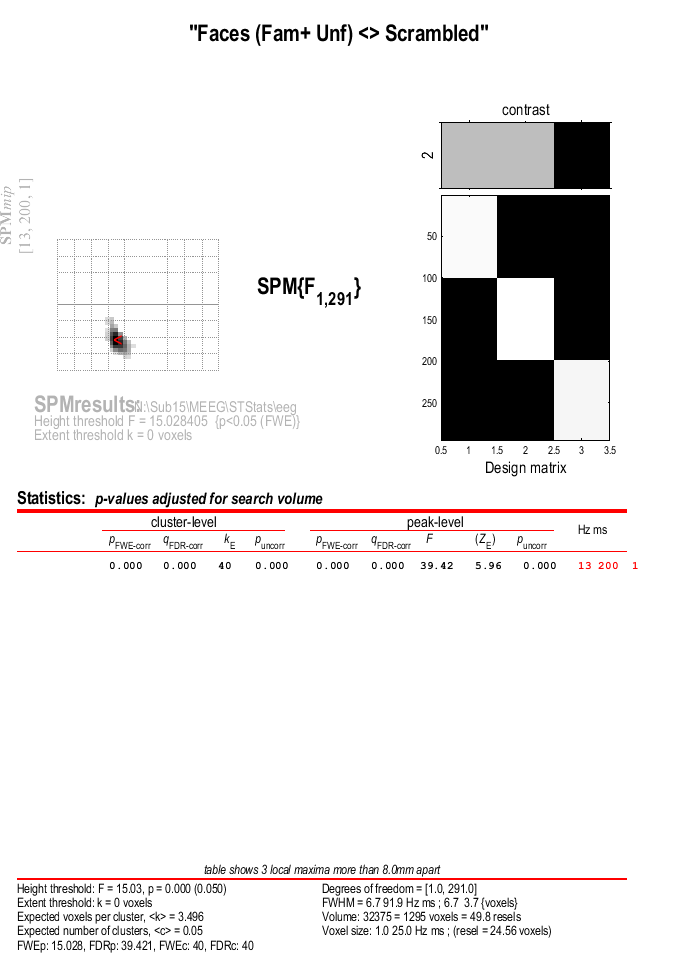 "Faces (Fam+ Unf) <> Scrambled"
contrast
2
SPMmip
[13, 200, 1]
SPM{F1,291}
50
100
150
200
250
0.5 1 1.5 2 2.5 3 3.5
Design matrix
SPMresults: N:\Sub15\MEEG\STStats\eeg
Height threshold F = 15.028405 {p<0.05 (FWE)}
Extent threshold k = 0 voxels
Statistics: p-values adjusted for search volume
cluster-level peak-level Hz ms
pFWE-corr qFDR-corr kE puncorr pFWE-corr qFDR-corr F (ZE) puncorr
0.000 0.000 40 0.000 0.000 0.000 39.42 5.96 0.000 13 200 1
table shows 3 local maxima more than 8.0mm apart
Height threshold: F = 15.03, p = 0.000 (0.050)
Extent threshold: k = 0 voxels
Expected voxels per cluster, <k> = 3.496
Expected number of clusters, <c> = 0.05
FWEp: 15.028, FDRp: 39.421, FWEc: 40, FDRc: 40
Degrees of freedom = [1.0, 291.0]
FWHM = 6.7 91.9 Hz ms ; 6.7 3.7 {voxels}
Volume: 32375 = 1295 voxels = 49.8 resels
Voxel size: 1.0 25.0 Hz ms ; (resel = 24.56 voxels)